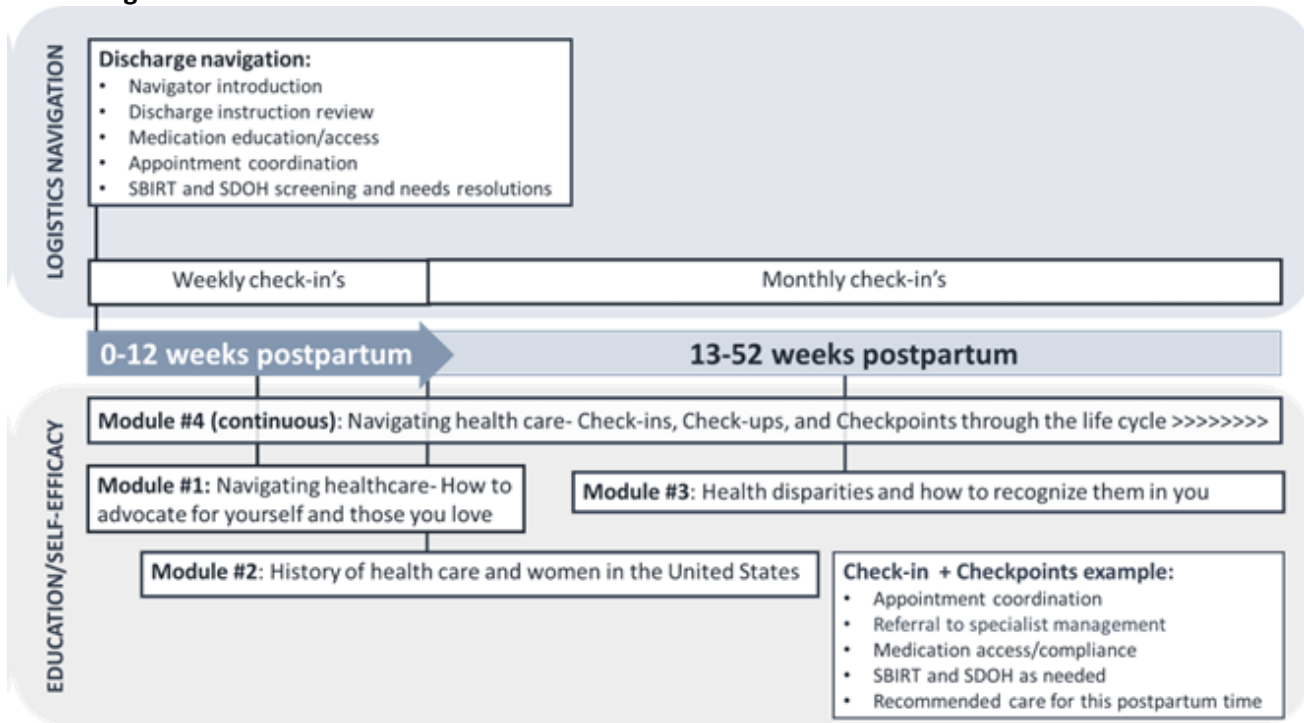 LOGISTICS NAVIGATION
Discharge navigation:
• Navigator introduction
• Discharge instruction review
• Medication education/access
• Appointment coordination
• SBIRT and SDOH screening and needs resolutions
Weekly check-in's
Monthly check-in's
0-12 weeks postpartum
13-52 weeks postpartum
EDUCATION/SELF-EFFICACY
Module #4 (continuous): Navigating health care- Check-ins, Check-ups, and Checkpoints through the life cycle >>>>>>>>
Module #1: Navigating healthcare- How to
advocate for yourself and those you love
Module #3: Health disparities and how to recognize them in you
Module #2: History of health care and women in the United States
Check-in + Checkpoints example:
• Appointment coordination
• Referral to specialist management
• Medication access/compliance
• SBIRT and SDOH as needed
• Recommended care for this postpartum time